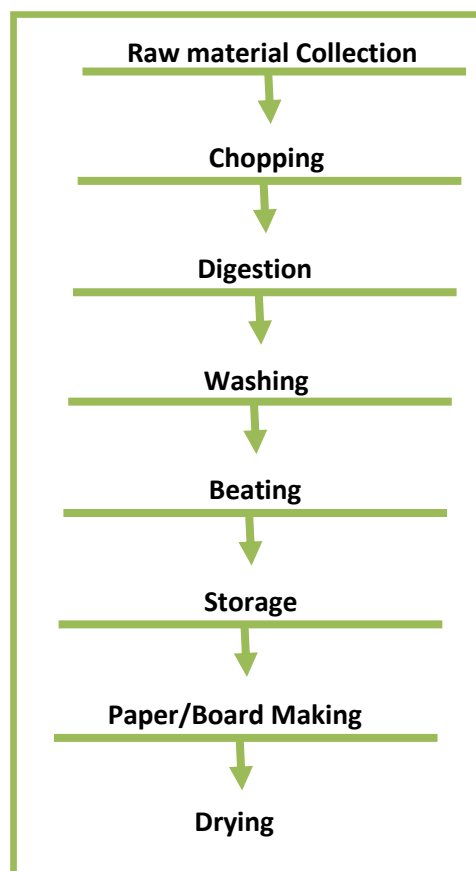 Raw material Collection
Chopping
Digestion
Washing
Beating
Storage
Paper/Board Making
Drying